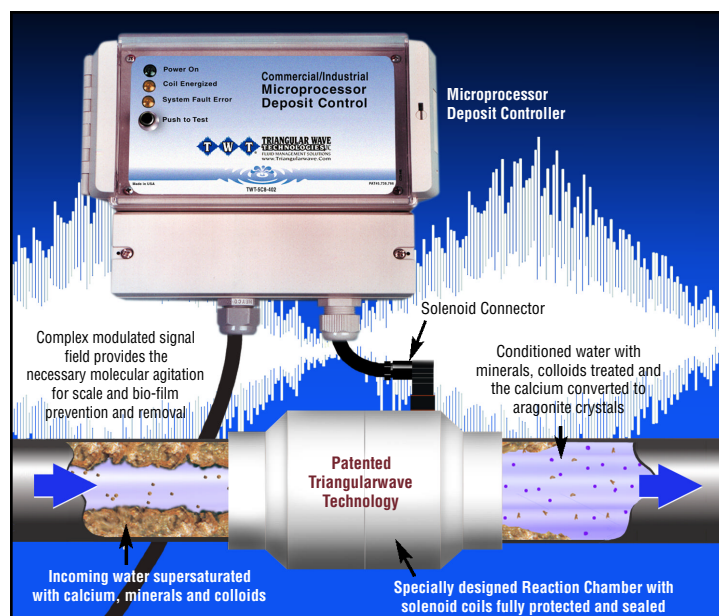 Power On
Coil Energized
System Fault Error
Push to Test
Commercial/Industrial
Microprocessor
Deposit Control
T W T
TRIANGULAR WAVE
TECHNOLOGIES
FLUID MANAGEMENT SOLUTIONS
www.Triangularwave.Com
Made in USA
TWT-5C8-402
Microprocessor
Deposit Controller
Solenoid Connector
Complex modulated signal
field provides the
necessary molecular agitation
for scale and bio-film
prevention and removal
Conditioned water with
minerals, colloids treated and
the calcium converted to
aragonite crystals
Patented
Triangularwave
Technology
Incoming water supersaturated
with calcium, minerals and colloids
Specially designed Reaction Chamber with
solenoid coils fully protected and sealed